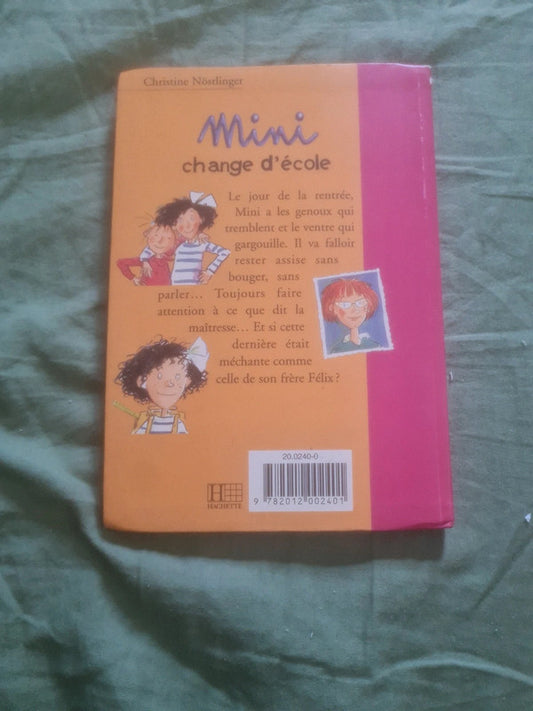 Christine Nöstlinger
Mini
change d'école
Le jour de la rentrée,
Mini a les genoux qui
tremblent et le ventre qui
gargouille. Il va falloir
rester assise sans
bouger, sans
parler... Toujours faire
attention à ce que dit la
maîtresse... Et si cette
dernière était
méchante comme
celle de son frère Félix ?
20.0240-0
H
HACHETTE
9 782012 002401